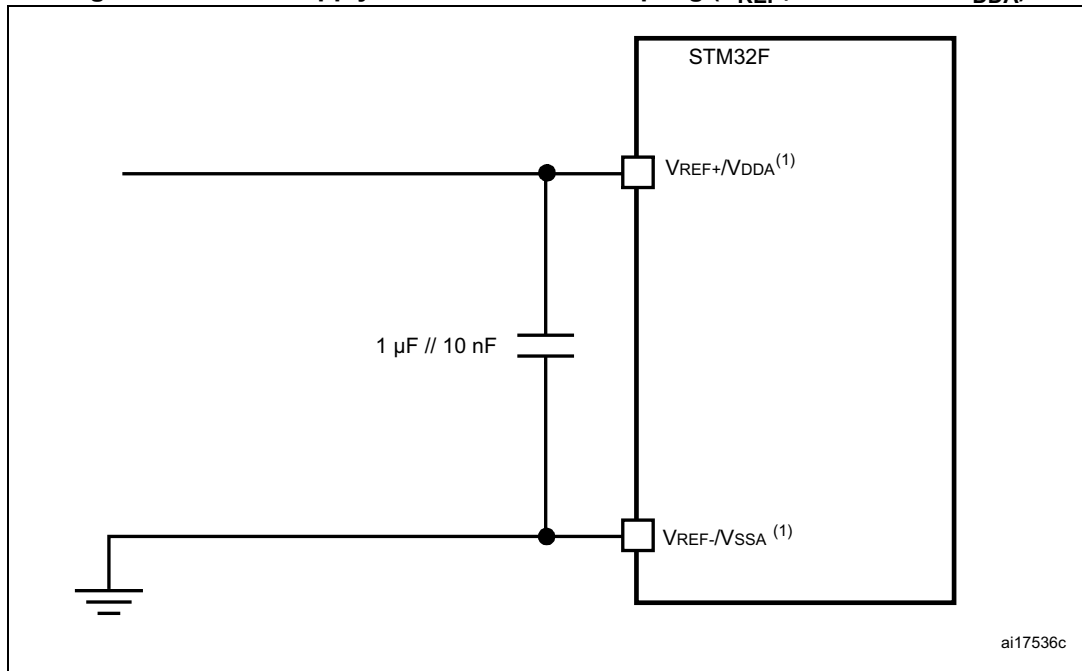 STM32F
VREF+/VDDA(1)
1 µF // 10 nF
VREF-/VSSA (1)
ai17536c